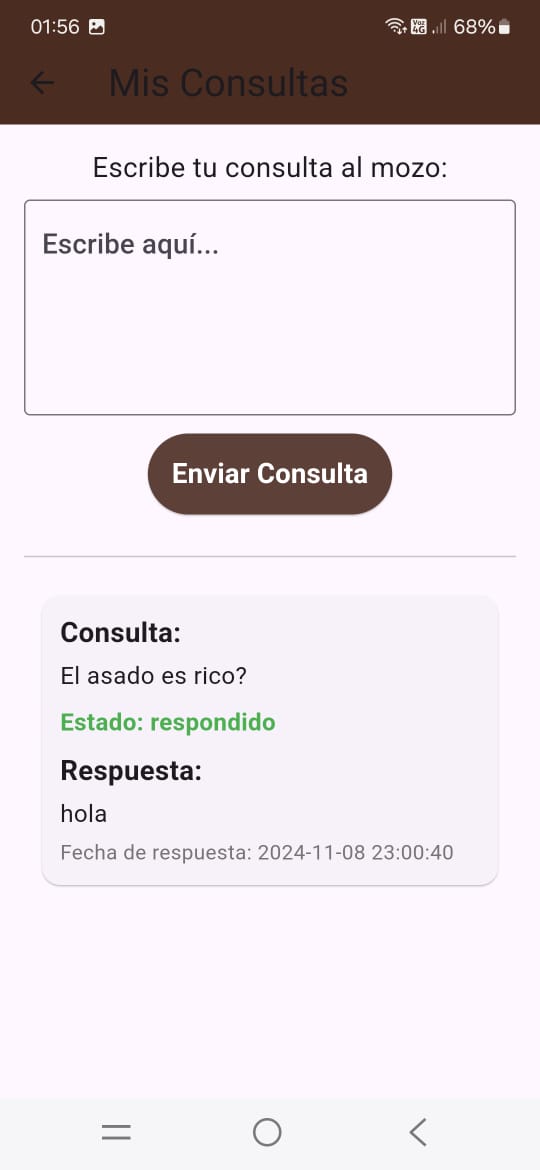 01:56 68%
Mis Consultas
Escribe tu consulta al mozo:
Escribe aquí...
Enviar Consulta
Consulta:
El asado es rico?
Estado: respondido
Respuesta:
hola
Fecha de respuesta: 2024-11-08 23:00:40